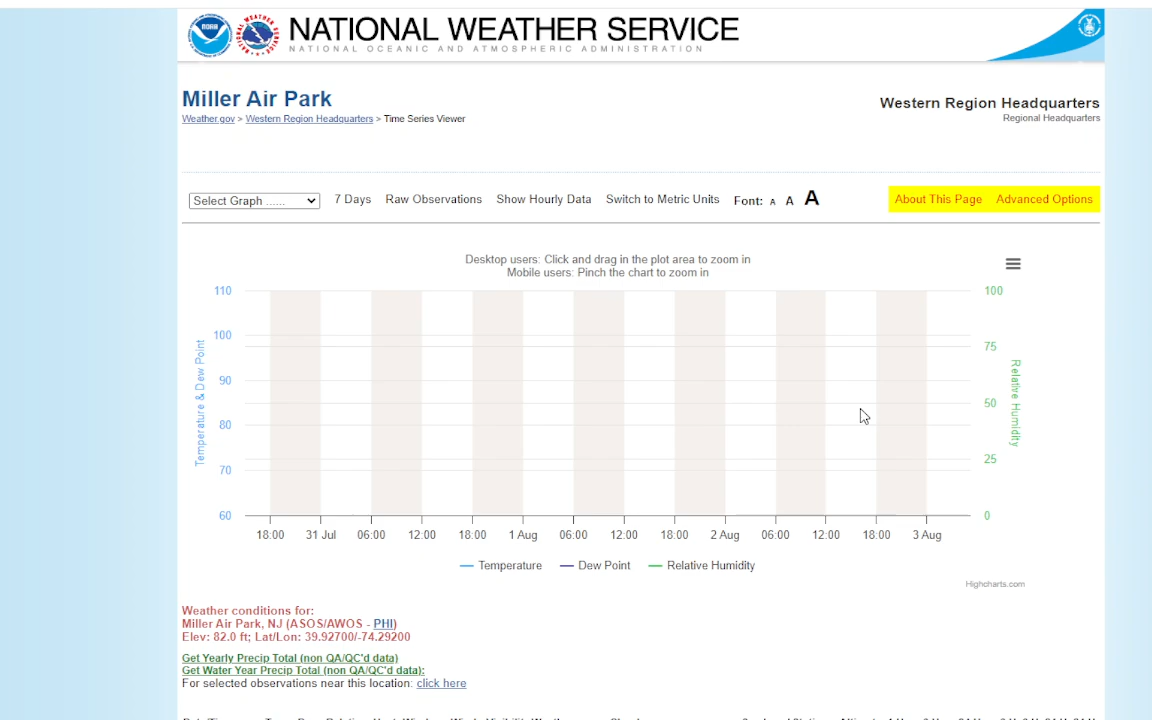 NATIONAL WEATHER SERVICE
NATIONAL OCEANIC AND ATMOSPHERIC ADMINISTRATION
Miller Air Park
Weather.gov > Western Region Headquarters > Time Series Viewer
Western Region Headquarters
Regional Headquarters
Select Graph ...... 7 Days Raw Observations Show Hourly Data Switch to Metric Units Font: A A A About This Page Advanced Options
Desktop users: Click and drag in the plot area to zoom in
Mobile users: Pinch the chart to zoom in
Temperature & Dew Point
110
100
90
80
70
60
100
75
50
25
0
Relative Humidity
18:00 31 Jul 06:00 12:00 18:00 1 Aug 06:00 12:00 18:00 2 Aug 06:00 12:00 18:00 3 Aug
Temperature Dew Point Relative Humidity
Highcharts.com
Weather conditions for:
Miller Air Park, NJ (ASOS/AWOS - PHI)
Elev: 82.0 ft; Lat/Lon: 39.92700/-74.29200
Get Yearly Precip Total (non QA/QC'd data)
Get Water Year Precip Total (non QA/QC'd data):
For selected observations near this location: click here